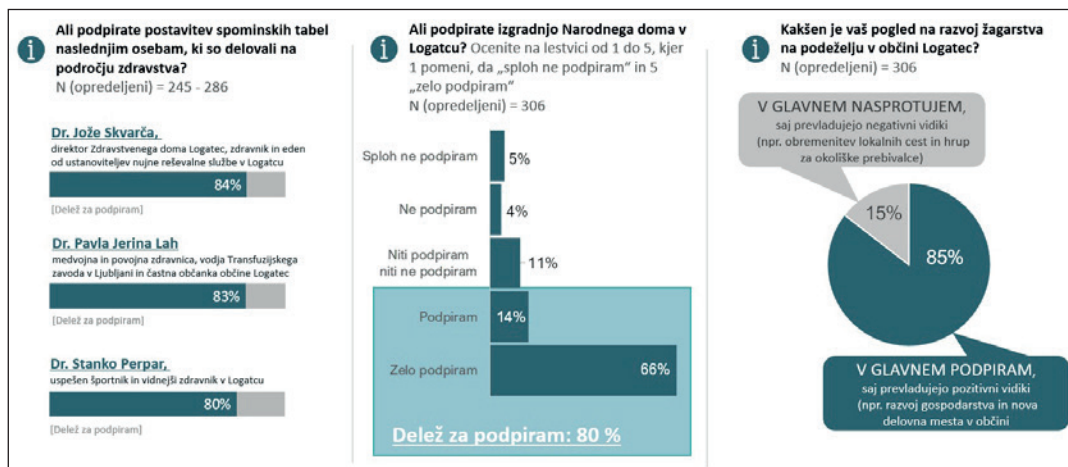 Ali podpirate postavitev spominskih tabel
naslednjim osebam, ki so delovali na
področju zdravstva?
N (opredeljeni) = 245 - 286
Dr. Jože Skvarča,
direktor Zdravstvenega doma Logatec, zdravnik in eden
od ustanoviteljev nujne reševalne službe v Logatcu
84%
[Delež za podpiram]
Dr. Pavla Jerina Lah
medvojna in povojna zdravnica, vodja Transfuzijskega
zavoda v Ljubljani in častna občanka občine Logatec
83%
[Delež za podpiram]
Dr. Stanko Perpar,
uspešen športnik in vidnejši zdravnik v Logatcu
80%
[Delež za podpiram]
Ali podpirate izgradnjo Narodnega doma v
Logatcu? Ocenite na lestvici od 1 do 5, kjer
1 pomeni, da „sploh ne podpiram“ in 5
„zelo podpiram“
N (opredeljeni) = 306
Sploh ne podpiram 5%
Ne podpiram 4%
Niti podpiram
niti ne podpiram 11%
Podpiram 14%
Zelo podpiram 66%
Delež za podpiram: 80 %
Kakšen je vaš pogled na razvoj žagarstva
na podeželju v občini Logatec?
N (opredeljeni) = 306
V GLAVNEM NASPROTUJEM,
saj prevladujejo negativni vidiki
(npr. obremenitev lokalnih cest in hrup
za okoliške prebivalce)
15%
85%
V GLAVNEM PODPIRAM,
saj prevladujejo pozitivni vidiki
(npr. razvoj gospodarstva in nova
delovna mesta v občini